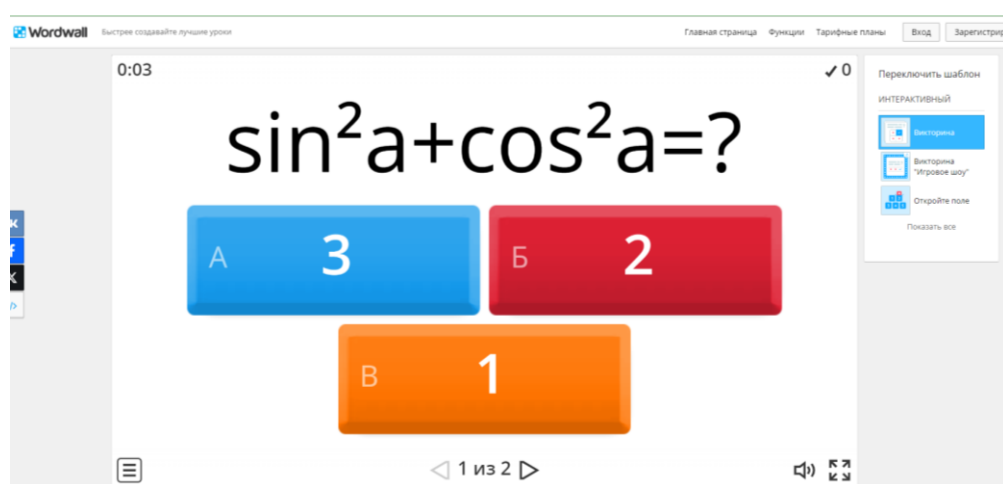 Wordwall Быстрее создавайте лучшие уроки Главная страница Функции Тарифные планы Вход Зарегистрир
0:03 ✓ 0
sin²a+cos²a=?
А 3 Б 2
В 1
1 из 2
Переключить шаблон
ИНТЕРАКТИВНЫЙ
Викторина
Викторина
"Игровое шоу"
Откройте поле
Показать все